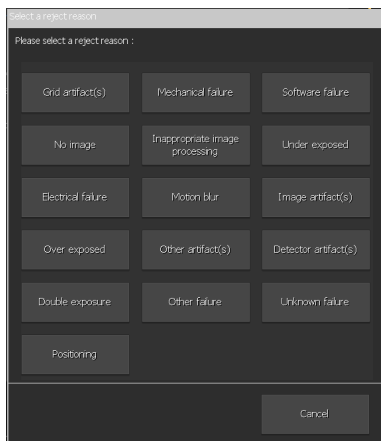 Select a reject reason
Please select a reject reason :
Grid artifact(s)
Mechanical failure
Software failure
No image
Inappropriate image
processing
Under exposed
Electrical failure
Motion blur
Image artifact(s)
Over exposed
Other artifact(s)
Detector artifact(s)
Double exposure
Other failure
Unknown failure
Positioning
Cancel